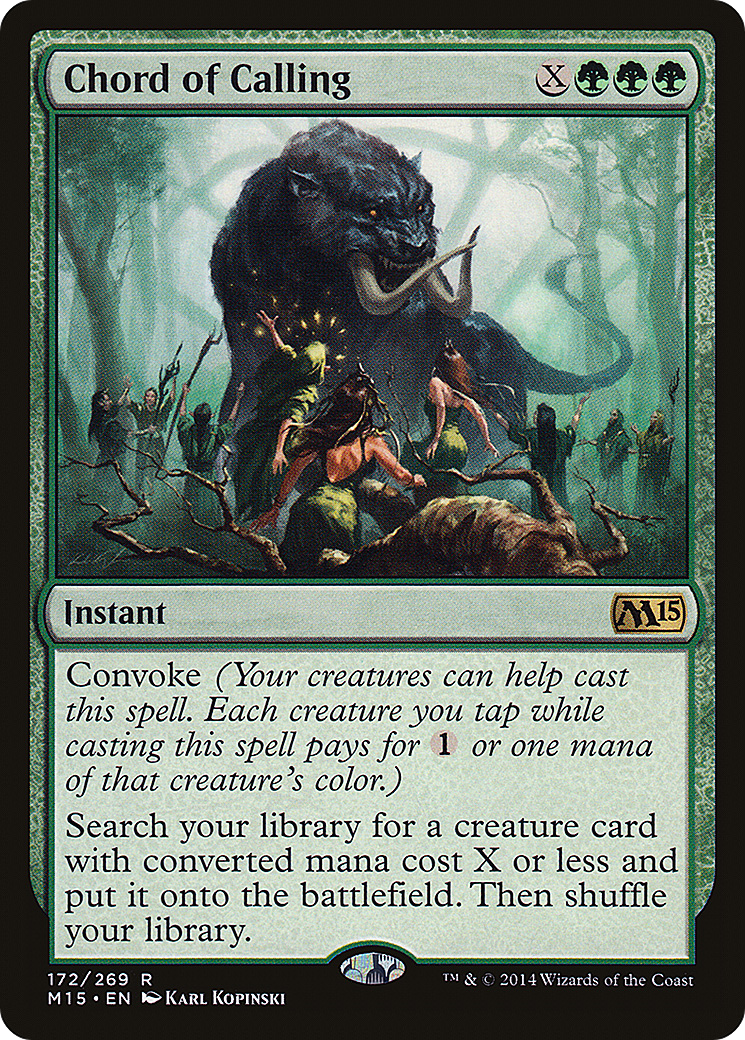 Chord of Calling X
Instant M15
Convoke (Your creatures can help cast
this spell. Each creature you tap while
casting this spell pays for 1 or one mana
of that creature's color.)
Search your library for a creature card
with converted mana cost X or less and
put it onto the battlefield. Then shuffle
your library.
172/269 R
M15 • EN Karl Kopinski
™ & © 2014 Wizards of the Coast